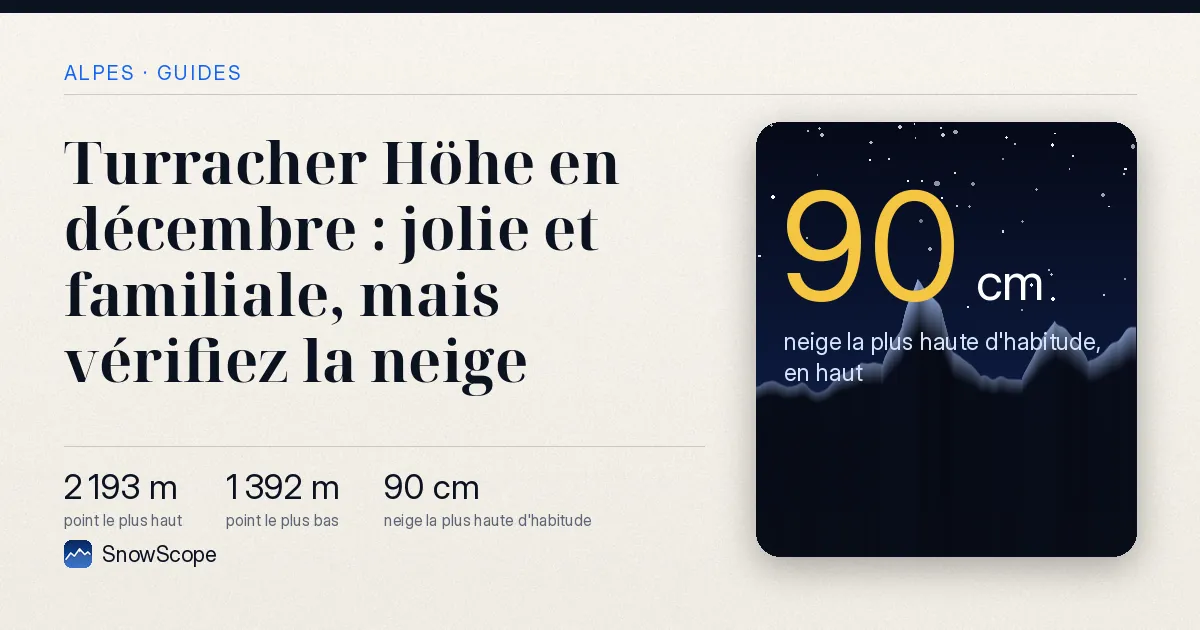 ALPES · GUIDES
Turracher Höhe en
décembre : jolie et
familiale, mais
vérifiez la neige
2 193 m
point le plus haut
1 392 m
point le plus bas
90 cm
neige la plus haute d'habitude
SnowScope
90 cm
neige la plus haute d'habitude,
en haut